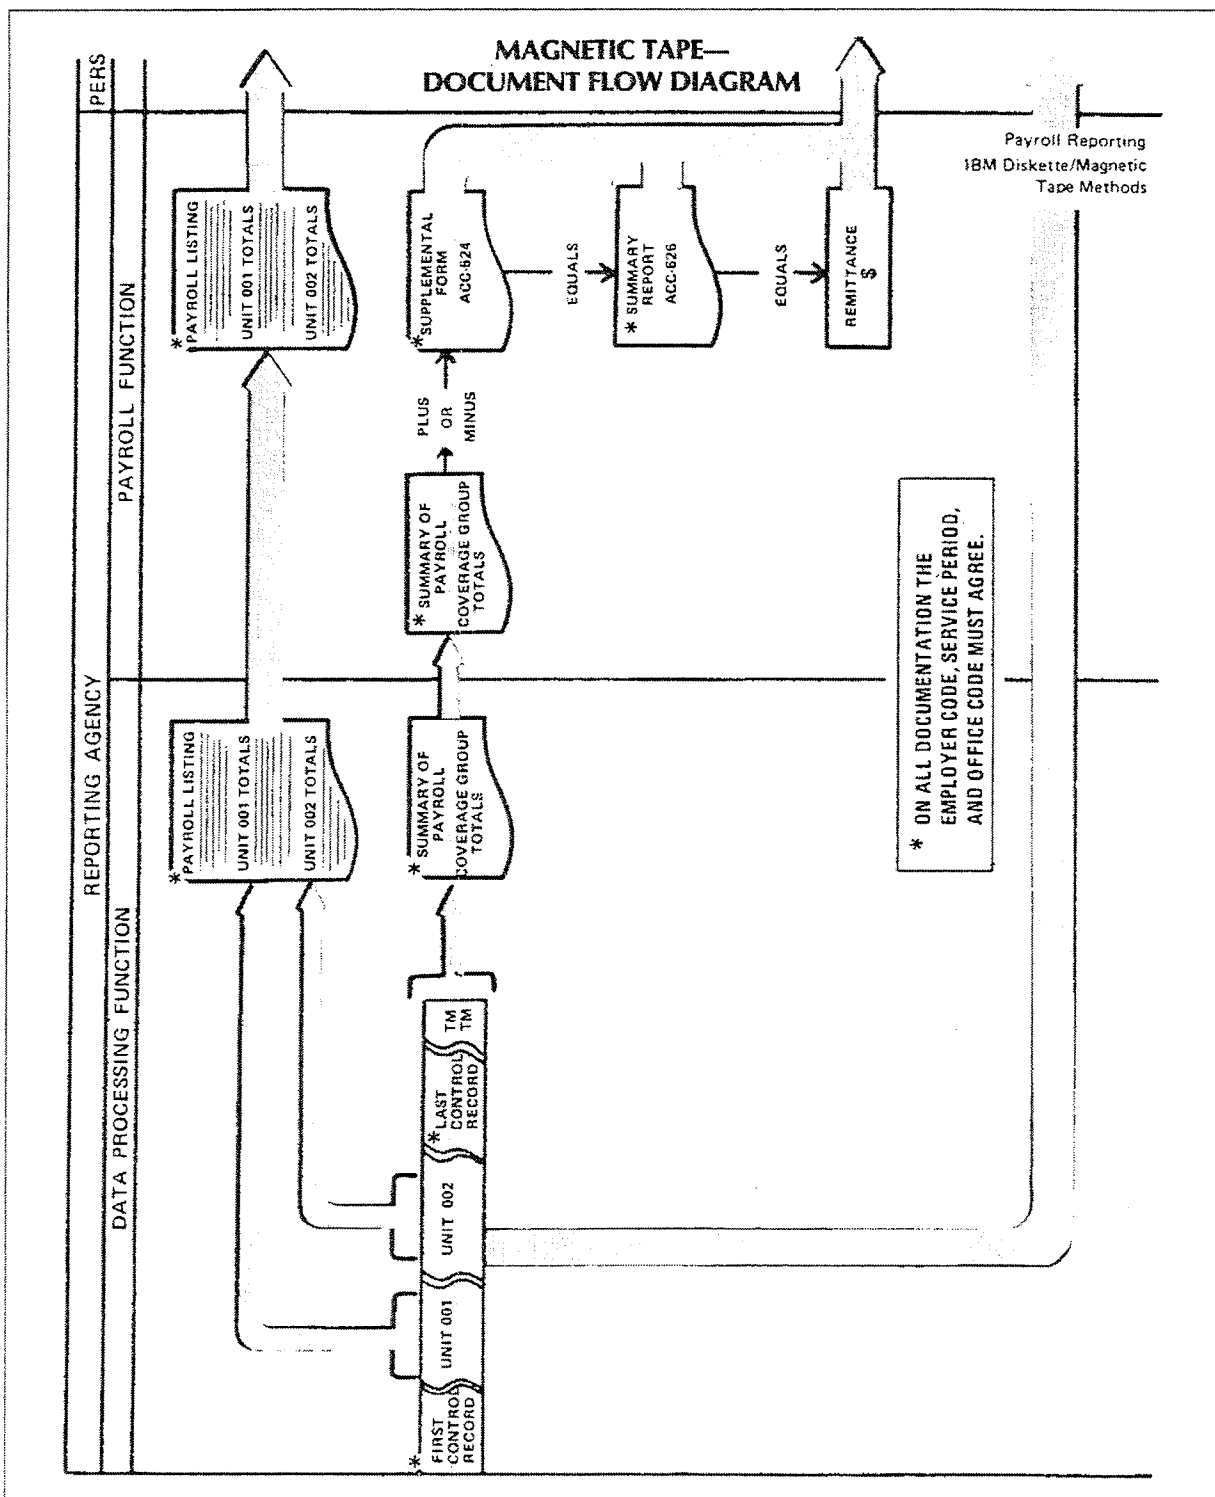 MAGNETIC TAPE—
DOCUMENT FLOW DIAGRAM
Payroll Reporting
IBM Diskette/Magnetic
Tape Methods
PERS
REPORTING AGENCY
PAYROLL FUNCTION
DATA PROCESSING FUNCTION
* PAYROLL LISTING
UNIT 001 TOTALS
UNIT 002 TOTALS
* SUPPLEMENTAL
FORM
ACC-624
EQUALS
* SUMMARY
REPORT
ACC-626
EQUALS
REMITTANCE
$
PLUS
OR
MINUS
* SUMMARY OF
PAYROLL
COVERAGE GROUP
TOTALS
* PAYROLL LISTING
UNIT 001 TOTALS
UNIT 002 TOTALS
* SUMMARY OF
PAYROLL
COVERAGE GROUP
TOTALS
* ON ALL DOCUMENTATION THE
EMPLOYER CODE, SERVICE PERIOD,
AND OFFICE CODE MUST AGREE.
* FIRST
CONTROL
RECORD
UNIT 001
UNIT 002
* LAST
CONTROL
RECORD
TM
TM